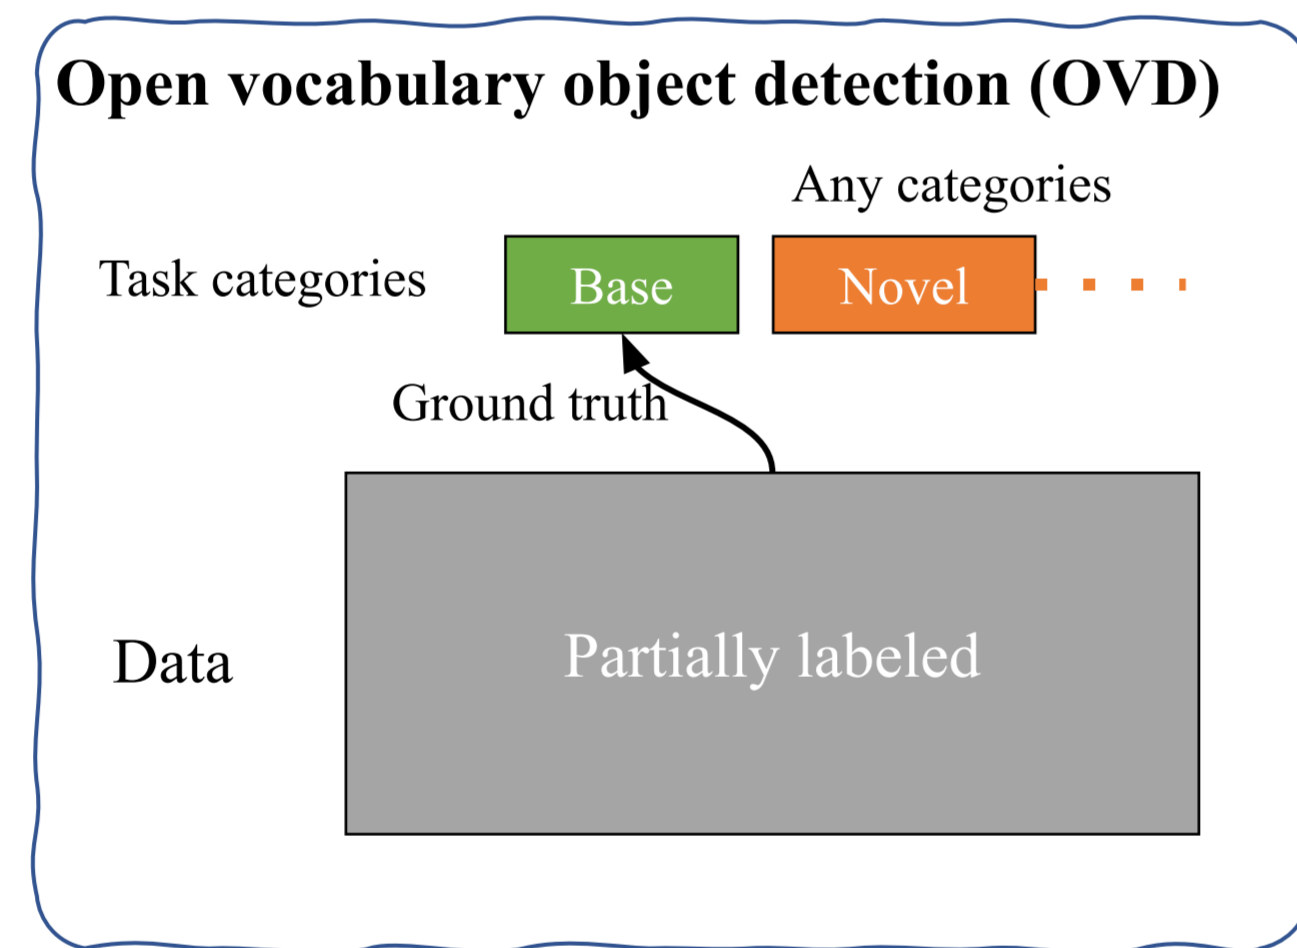 Open vocabulary object detection (OVD)
Any categories
Task categories
Base
Novel
Ground truth
Data
Partially labeled